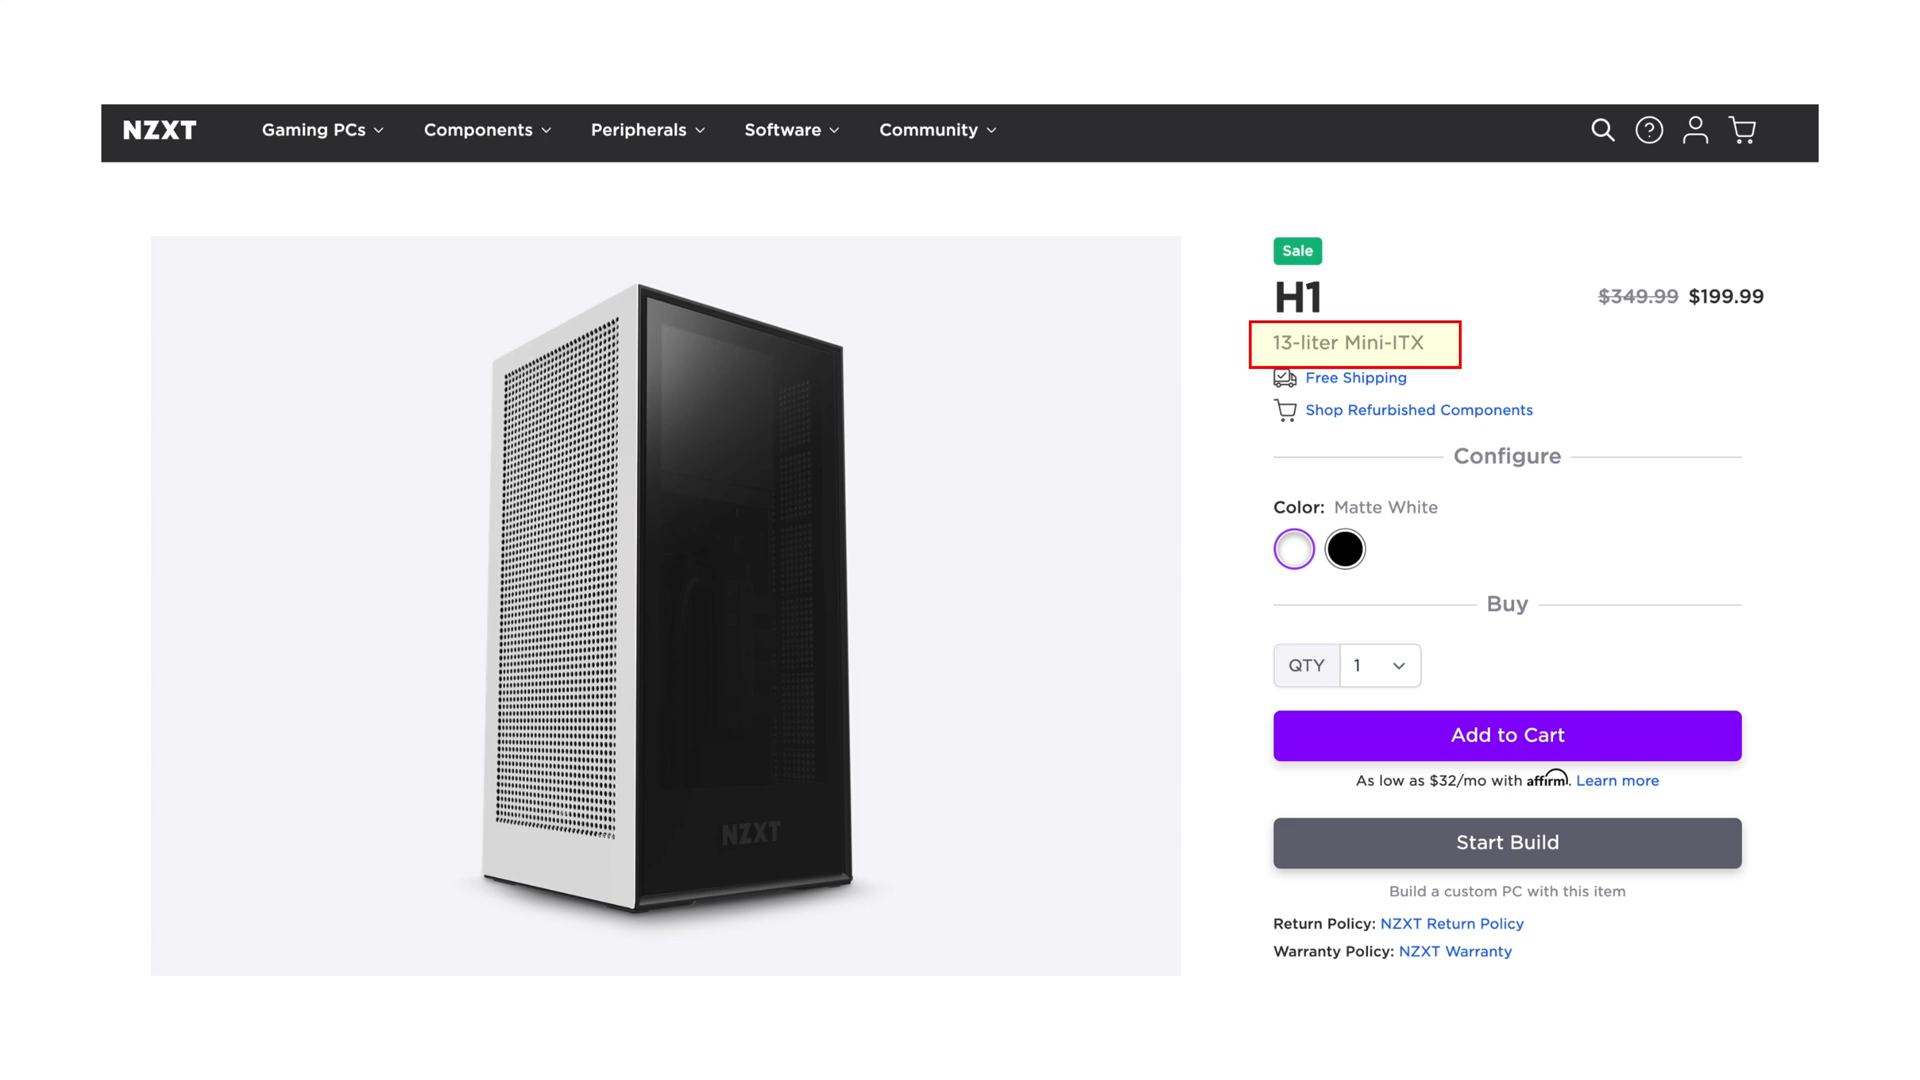 NZXT Gaming PCs Components Peripherals Software Community
Sale
H1 $349.99 $199.99
13-liter Mini-ITX
Free Shipping
Shop Refurbished Components
Configure
Color: Matte White
Buy
QTY 1
Add to Cart
As low as $32/mo with affirm. Learn more
Start Build
Build a custom PC with this item
Return Policy: NZXT Return Policy
Warranty Policy: NZXT Warranty
NZXT